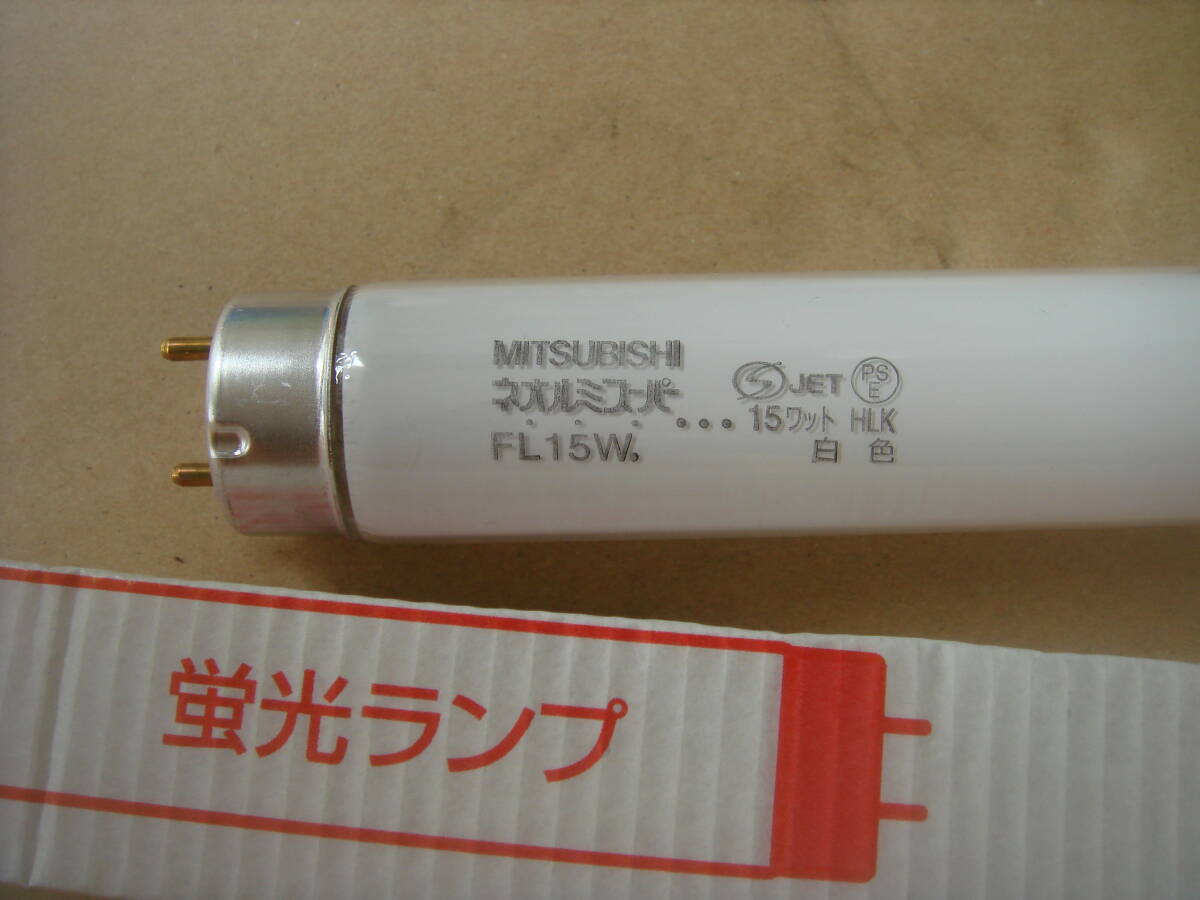 MITSUBISHI
ネオルミスーパー
FL15W
JET PS E
15ワット HLK
白色
蛍光ランプ